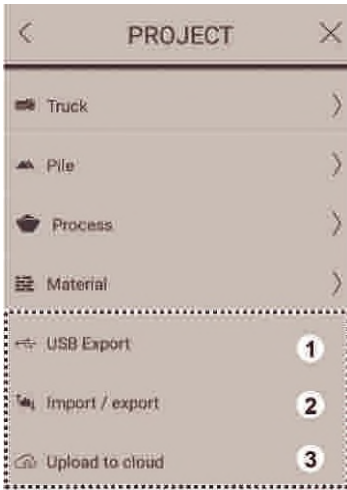 PROJECT
Truck
Pile
Process
Material
USB Export 1
Import / export 2
Upload to cloud 3